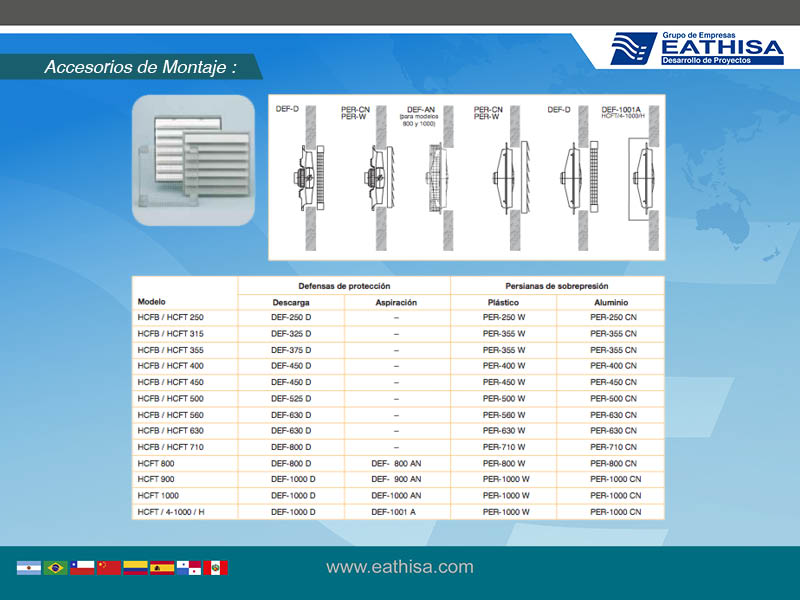 Grupo de Empresas
EATHISA
Desarrollo de Proyectos
Accesorios de Montaje :
DEF-D PER-CN DEF-AN PER-CN DEF-D DEF-1001A
PER-W (para modelos PER-W HCFT/4-1000/H
800 y 1000)
Defensas de protección Persianas de sobrepresión
Modelo Descarga Aspiración Plástico Aluminio
HCFB / HCFT 250 DEF-250 D – PER-250 W PER-250 CN
HCFB / HCFT 315 DEF-325 D – PER-355 W PER-355 CN
HCFB / HCFT 355 DEF-375 D – PER-355 W PER-355 CN
HCFB / HCFT 400 DEF-450 D – PER-400 W PER-400 CN
HCFB / HCFT 450 DEF-450 D – PER-450 W PER-450 CN
HCFB / HCFT 500 DEF-525 D – PER-500 W PER-500 CN
HCFB / HCFT 560 DEF-630 D – PER-560 W PER-630 CN
HCFB / HCFT 630 DEF-630 D – PER-630 W PER-630 CN
HCFB / HCFT 710 DEF-800 D – PER-710 W PER-710 CN
HCFT 800 DEF-800 D DEF- 800 AN PER-800 W PER-800 CN
HCFT 900 DEF-1000 D DEF- 900 AN PER-1000 W PER-1000 CN
HCFT 1000 DEF-1000 D DEF-1000 AN PER-1000 W PER-1000 CN
HCFT / 4-1000 / H DEF-1000 D DEF-1001 A PER-1000 W PER-1000 CN
www.eathisa.com